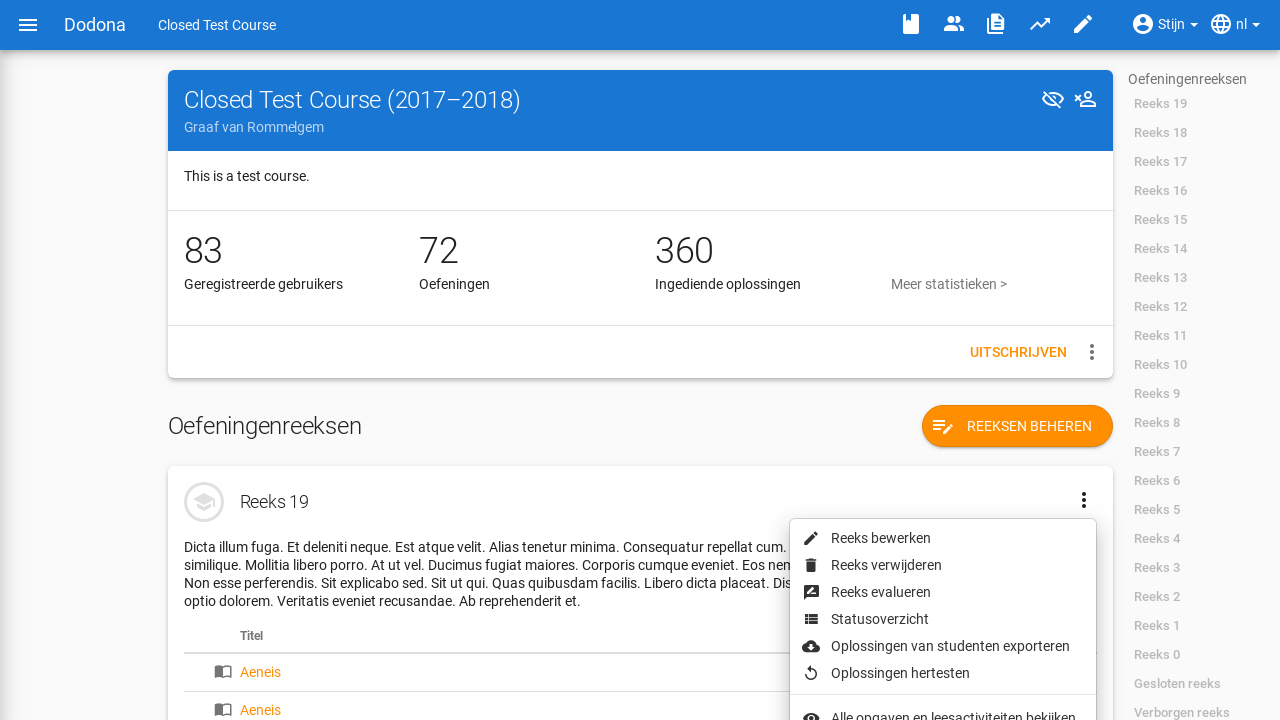 Dodona
Closed Test Course
Stijn
nl
Closed Test Course (2017–2018)
Graaf van Rommelgem
This is a test course.
83
Geregistreerde gebruikers
72
Oefeningen
360
Ingediende oplossingen
Meer statistieken >
UITSCHRIJVEN
Oefeningenreeksen
REEKSEN BEHEREN
Reeks 19
Dicta illum fuga. Et deleniti neque. Est atque velit. Alias tenetur minima. Consequatur repellat cum.
similique. Mollitia libero porro. At ut vel. Ducimus fugiat maiores. Corporis cumque eveniet. Eos
Non esse perferendis. Sit explicabo sed. Sit ut qui. Quas quibusdam facilis. Libero dicta placeat.
optio dolorem. Veritatis eveniet recusandae. Ab reprehenderit et.
Titel
Aeneis
Aeneis
Reeks bewerken
Reeks verwijderen
Reeks evalueren
Statusoverzicht
Oplossingen van studenten exporteren
Oplossingen hertesten
Alle opgaven en leesactiviteiten bekijken
Oefeningenreeksen
Reeks 19
Reeks 18
Reeks 17
Reeks 16
Reeks 15
Reeks 14
Reeks 13
Reeks 12
Reeks 11
Reeks 10
Reeks 9
Reeks 8
Reeks 7
Reeks 6
Reeks 5
Reeks 4
Reeks 3
Reeks 2
Reeks 1
Reeks 0
Gesloten reeks
Verborgen reeks